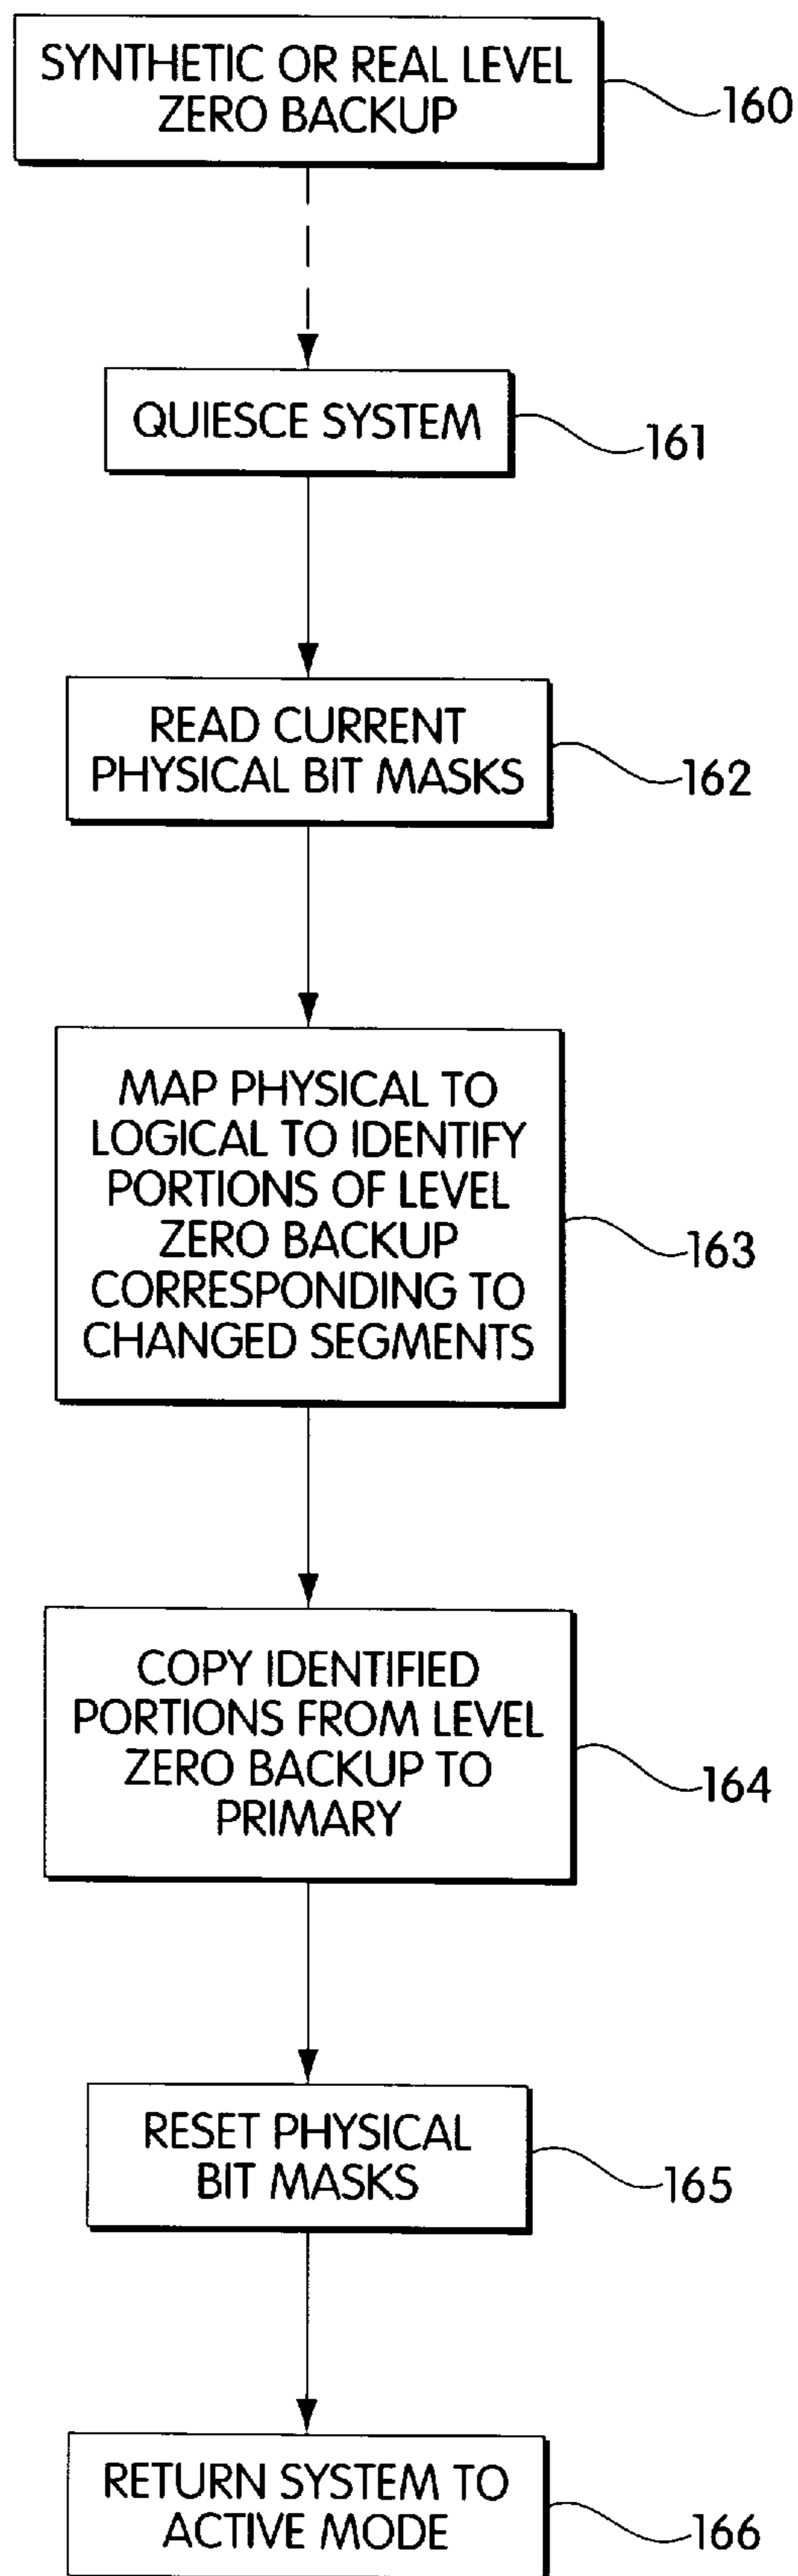 SYNTHETIC OR REAL LEVEL
ZERO BACKUP
160
QUIESCE SYSTEM
161
READ CURRENT
PHYSICAL BIT MASKS
162
MAP PHYSICAL TO
LOGICAL TO IDENTIFY
PORTIONS OF LEVEL
ZERO BACKUP
CORRESPONDING TO
CHANGED SEGMENTS
163
COPY IDENTIFIED
PORTIONS FROM LEVEL
ZERO BACKUP TO
PRIMARY
164
RESET PHYSICAL
BIT MASKS
165
RETURN SYSTEM TO
ACTIVE MODE
166